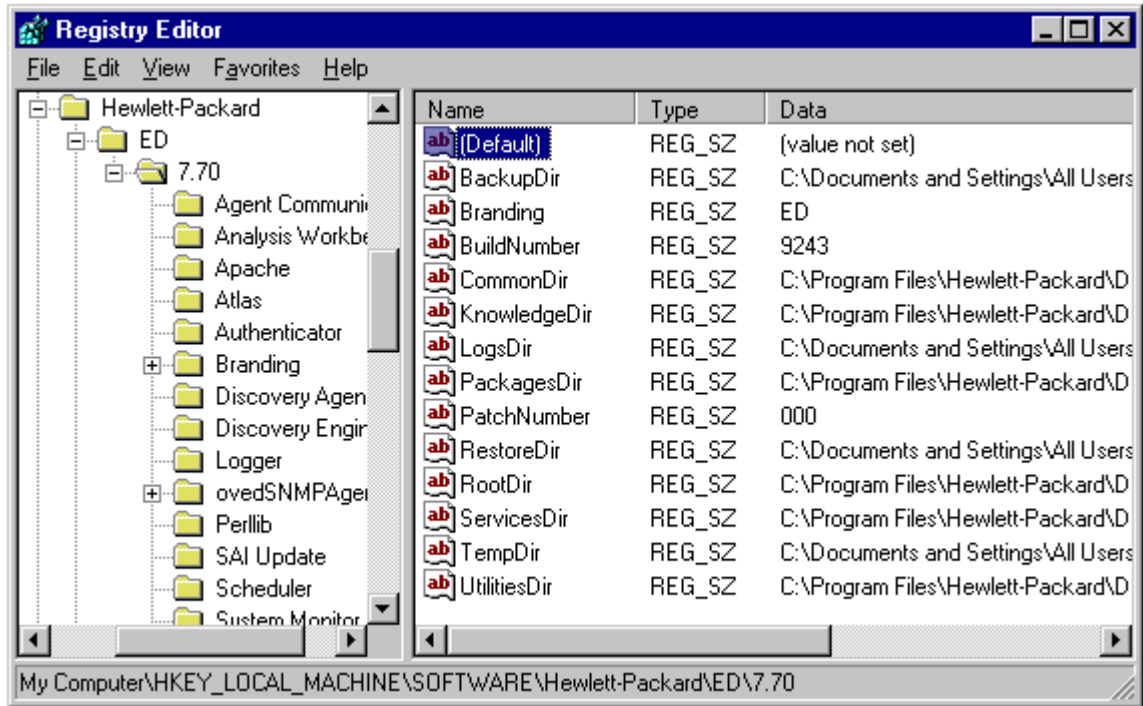 Registry Editor
File Edit View Favorites Help
Hewlett-Packard
ED
7.70
Agent Communi
Analysis Workbe
Apache
Atlas
Authenticator
Branding
Discovery Agen
Discovery Engin
Logger
ovedSNMPAger
Perllib
SAI Update
Scheduler
System Monitor
Name Type Data
(Default) REG_SZ (value not set)
BackupDir REG_SZ C:\Documents and Settings\All Users
Branding REG_SZ ED
BuildNumber REG_SZ 9243
CommonDir REG_SZ C:\Program Files\Hewlett-Packard\D
KnowledgeDir REG_SZ C:\Program Files\Hewlett-Packard\D
LogsDir REG_SZ C:\Documents and Settings\All Users
PackagesDir REG_SZ C:\Program Files\Hewlett-Packard\D
PatchNumber REG_SZ 000
RestoreDir REG_SZ C:\Documents and Settings\All Users
RootDir REG_SZ C:\Program Files\Hewlett-Packard\D
ServicesDir REG_SZ C:\Program Files\Hewlett-Packard\D
TempDir REG_SZ C:\Documents and Settings\All Users
UtilitiesDir REG_SZ C:\Program Files\Hewlett-Packard\D
My Computer\HKEY_LOCAL_MACHINE\SOFTWARE\Hewlett-Packard\ED\7.70